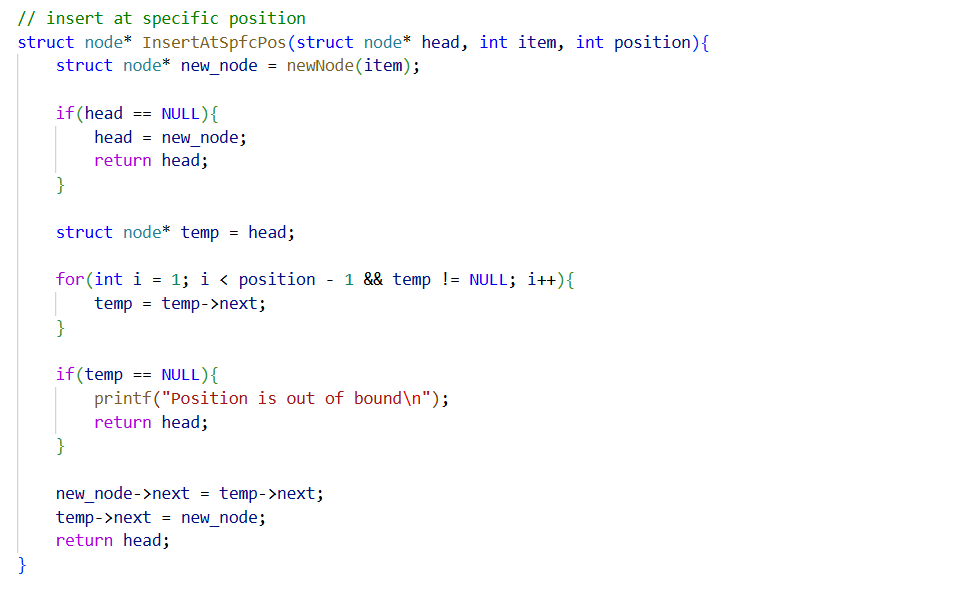 // insert at specific position
struct node* InsertAtSpfcPos(struct node* head, int item, int position){
    struct node* new_node = newNode(item);

    if(head == NULL){
        head = new_node;
        return head;
    }

    struct node* temp = head;

    for(int i = 1; i < position - 1 && temp != NULL; i++){
        temp = temp->next;
    }

    if(temp == NULL){
        printf("Position is out of bound\n");
        return head;
    }

    new_node->next = temp->next;
    temp->next = new_node;
    return head;
}